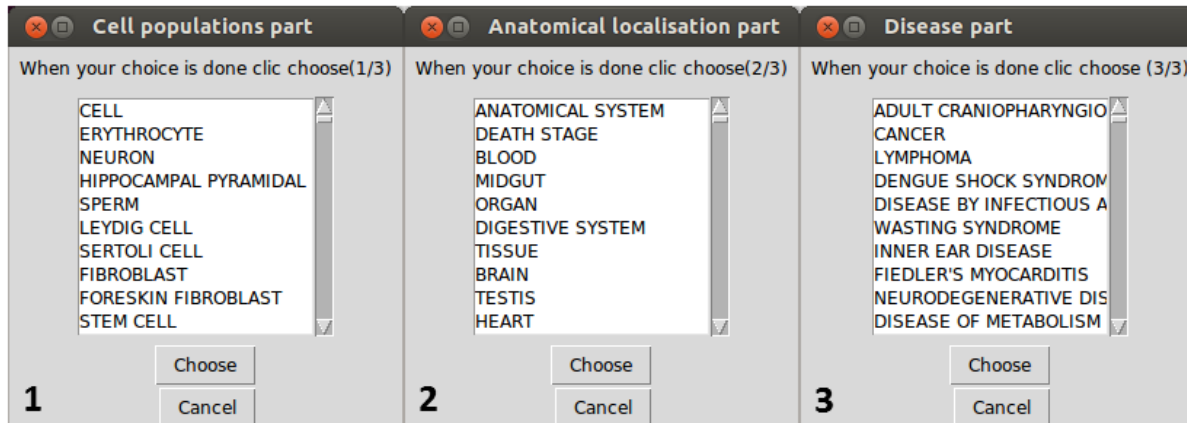 Cell populations part
When your choice is done clic choose(1/3)
CELL
ERYTHROCYTE
NEURON
HIPPOCAMPAL PYRAMIDAL
SPERM
LEYDIG CELL
SERTOLI CELL
FIBROBLAST
FORESKIN FIBROBLAST
STEM CELL
Choose
Cancel
1
Anatomical localisation part
When your choice is done clic choose(2/3)
ANATOMICAL SYSTEM
DEATH STAGE
BLOOD
MIDGUT
ORGAN
DIGESTIVE SYSTEM
TISSUE
BRAIN
TESTIS
HEART
Choose
Cancel
2
Disease part
When your choice is done clic choose (3/3)
ADULT CRANIOPHARYNGIO
CANCER
LYMPHOMA
DENGUE SHOCK SYNDROM
DISEASE BY INFECTIOUS A
WASTING SYNDROME
INNER EAR DISEASE
FIEDLER'S MYOCARDITIS
NEURODEGENERATIVE DIS
DISEASE OF METABOLISM
Choose
Cancel
3